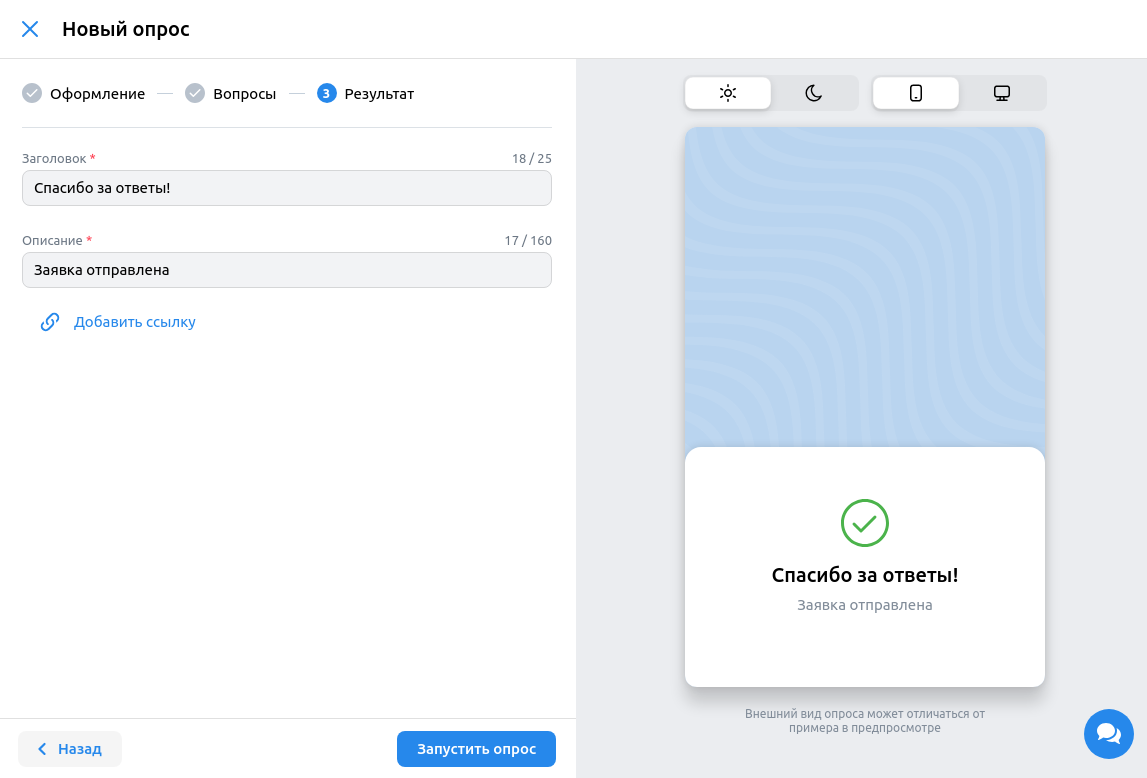 Новый опрос
Оформление
Вопросы
3 Результат
Заголовок *
18 / 25
Спасибо за ответы!
Описание *
17 / 160
Заявка отправлена
Добавить ссылку
Назад
Запустить опрос
Спасибо за ответы!
Заявка отправлена
Внешний вид опроса может отличаться от
примера в предпросмотре